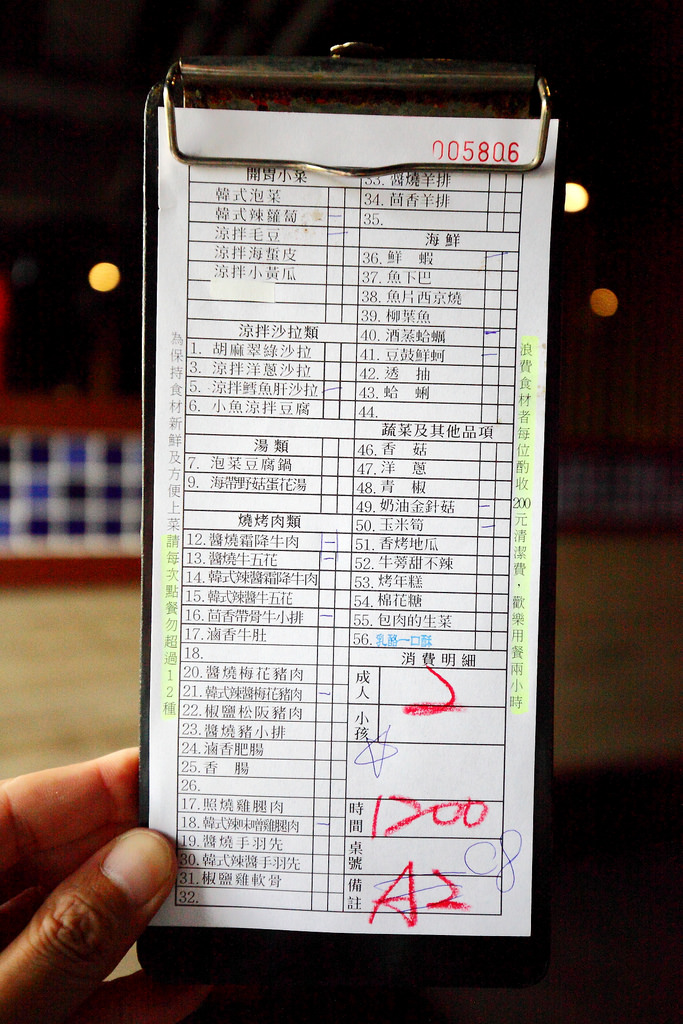 005806
開胃小菜
韓式泡菜
韓式辣蘿蔔
涼拌毛豆
涼拌海蜇皮
涼拌小黃瓜
涼拌沙拉類
1. 胡麻翠綠沙拉
3. 涼拌洋蔥沙拉
5. 涼拌鱈魚肝沙拉
6. 小魚涼拌豆腐
湯類
7. 泡菜豆腐鍋
9. 海帶野菇蛋花湯
燒烤肉類
12. 醬燒霜降牛肉
13. 醬燒牛五花
14. 韓式辣醬霜降牛肉
15. 韓式辣醬牛五花
16. 茴香帶骨牛小排
17. 滷香牛肚
18.
20. 醬燒梅花豬肉
21. 韓式辣醬梅花豬肉
22. 椒鹽松阪豬肉
23. 醬燒豬小排
24. 滷香肥腸
25. 香 腸
26.
17. 照燒雞腿肉
18. 韓式辣味噌雞腿肉
19. 醬燒手羽先
30. 韓式辣醬手羽先
31. 椒鹽雞軟骨
32.
33. 醬燒羊排
34. 茴香羊排
35.
海鮮
36. 鮮 蝦
37. 魚下巴
38. 魚片西京燒
39. 柳葉魚
40. 酒蒸蛤蠣
41. 豆鼓鮮蚵
42. 透 抽
43. 蛤 蜊
44.
蔬菜及其他品項
46. 香 菇
47. 洋 蔥
48. 青 椒
49. 奶油金針菇
50. 玉米筍
51. 香烤地瓜
52. 牛蒡甜不辣
53. 烤年糕
54. 棉花糖
55. 包肉的生菜
56. 乳酪一口酥
消費明細
成人 2
小孩
時間 1200
桌號 08
備註 A2
為保持食材新鮮及方便上菜請每次點餐勿超過12種
浪費食材者每位酌收200元清潔費．歡樂用餐兩小時